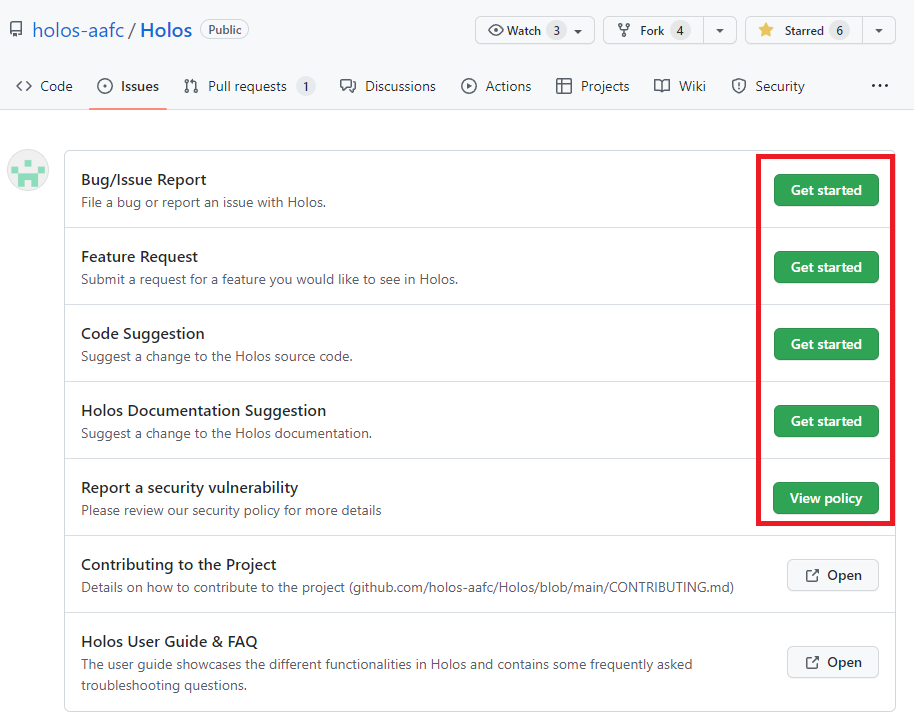 holos-aafc / Holos Public Watch 3 Fork 4 Starred 6
Code Issues Pull requests 1 Discussions Actions Projects Wiki Security ...
Bug/Issue Report
File a bug or report an issue with Holos.
Get started
Feature Request
Submit a request for a feature you would like to see in Holos.
Get started
Code Suggestion
Suggest a change to the Holos source code.
Get started
Holos Documentation Suggestion
Suggest a change to the Holos documentation.
Get started
Report a security vulnerability
Please review our security policy for more details
View policy
Contributing to the Project
Details on how to contribute to the project (github.com/holos-aafc/Holos/blob/main/CONTRIBUTING.md)
Open
Holos User Guide & FAQ
The user guide showcases the different functionalities in Holos and contains some frequently asked
troubleshooting questions.
Open